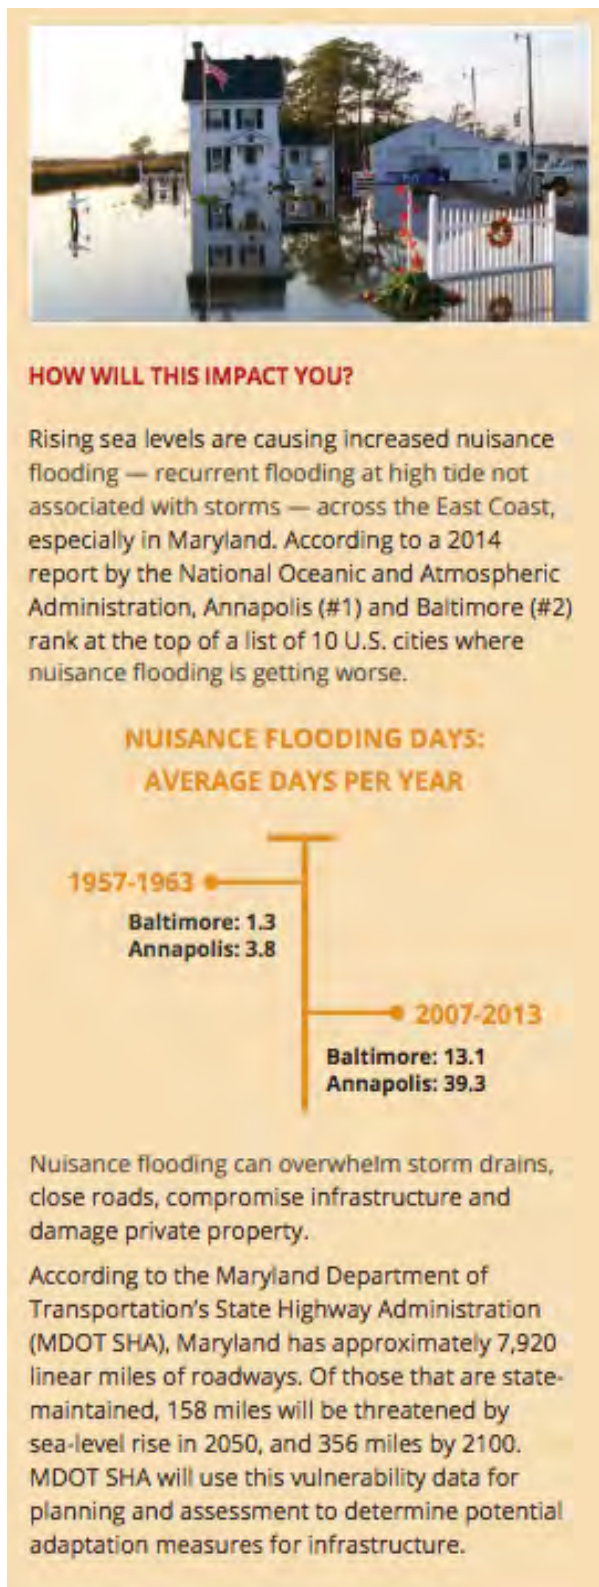 HOW WILL THIS IMPACT YOU?
Rising sea levels are causing increased nuisance
flooding — recurrent flooding at high tide not
associated with storms — across the East Coast,
especially in Maryland. According to a 2014
report by the National Oceanic and Atmospheric
Administration, Annapolis (#1) and Baltimore (#2)
rank at the top of a list of 10 U.S. cities where
nuisance flooding is getting worse.
NUISANCE FLOODING DAYS:
AVERAGE DAYS PER YEAR
1957-1963
Baltimore: 1.3
Annapolis: 3.8
2007-2013
Baltimore: 13.1
Annapolis: 39.3
Nuisance flooding can overwhelm storm drains,
close roads, compromise infrastructure and
damage private property.
According to the Maryland Department of
Transportation's State Highway Administration
(MDOT SHA), Maryland has approximately 7,920
linear miles of roadways. Of those that are state-
maintained, 158 miles will be threatened by
sea-level rise in 2050, and 356 miles by 2100.
MDOT SHA will use this vulnerability data for
planning and assessment to determine potential
adaptation measures for infrastructure.